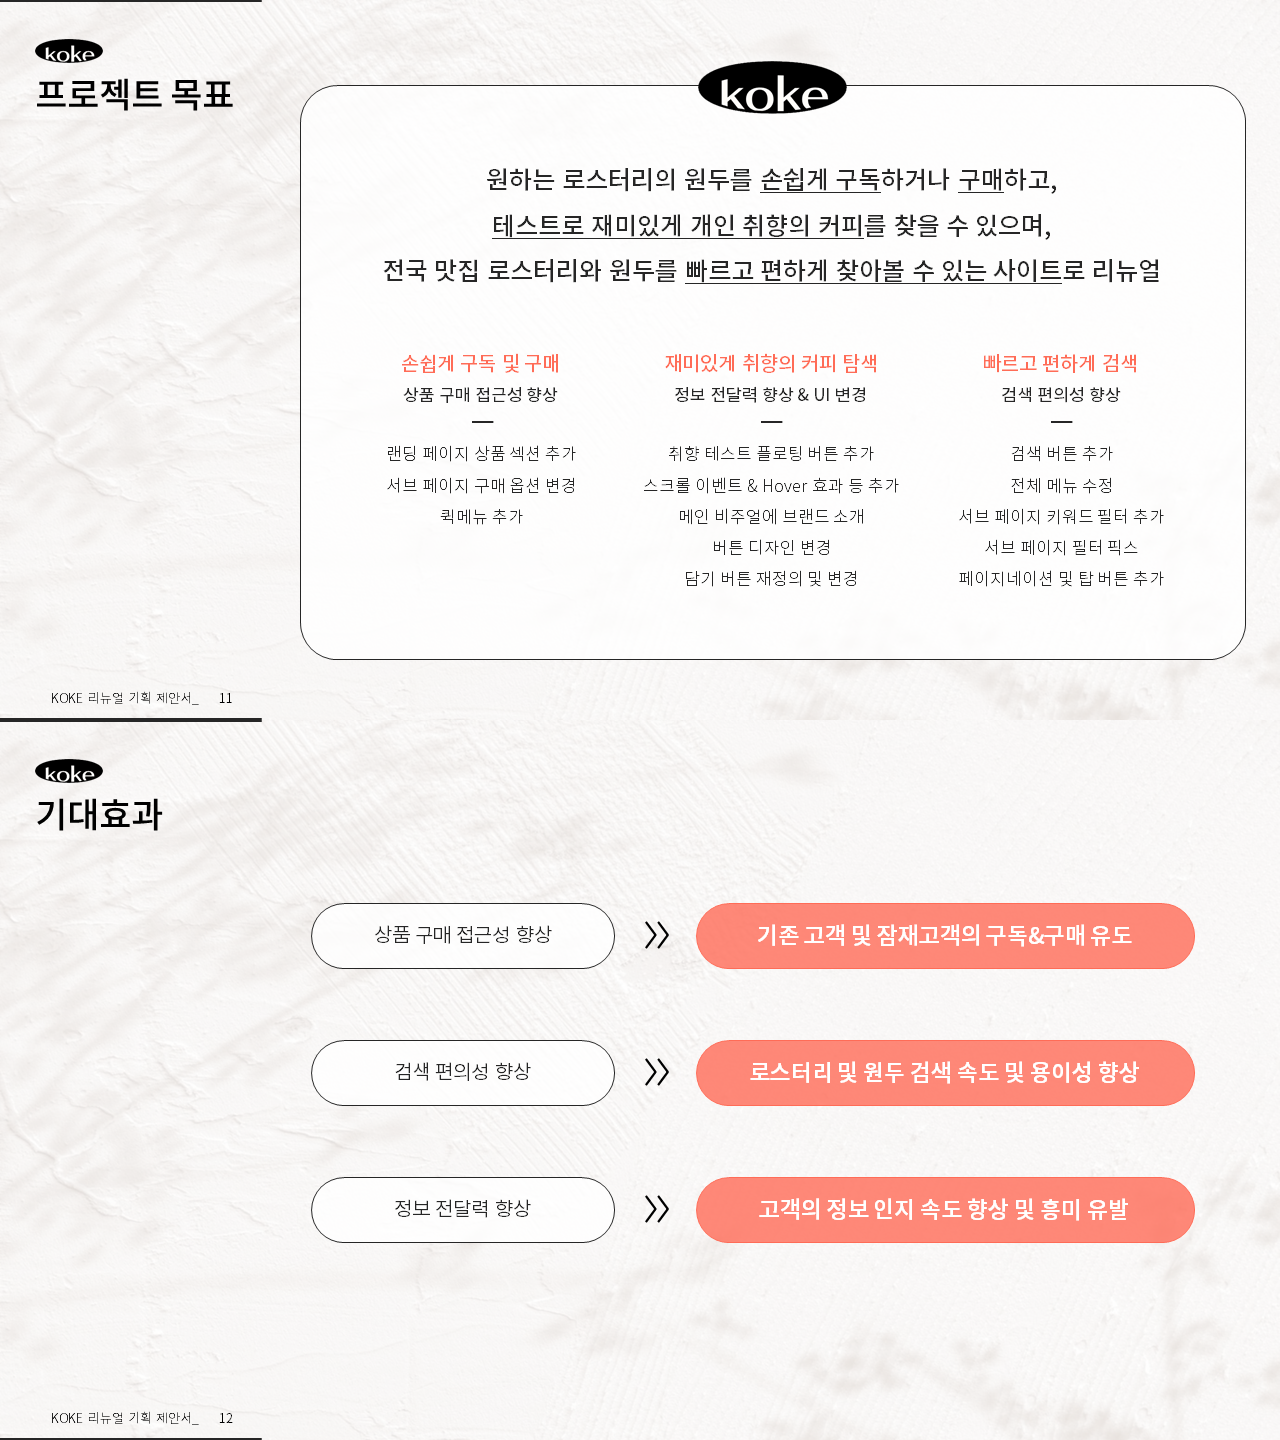 koke
프로젝트 목표
koke
원하는 로스터리의 원두를 손쉽게 구독하거나 구매하고,
테스트로 재미있게 개인 취향의 커피를 찾을 수 있으며,
전국 맛집 로스터리와 원두를 빠르고 편하게 찾아볼 수 있는 사이트로 리뉴얼
손쉽게 구독 및 구매
상품 구매 접근성 향상
랜딩 페이지 상품 섹션 추가
서브 페이지 구매 옵션 변경
퀵메뉴 추가
재미있게 취향의 커피 탐색
정보 전달력 향상 & UI 변경
취향 테스트 플로팅 버튼 추가
스크롤 이벤트 & Hover 효과 등 추가
메인 비주얼에 브랜드 소개
버튼 디자인 변경
담기 버튼 재정의 및 변경
빠르고 편하게 검색
검색 편의성 향상
검색 버튼 추가
전체 메뉴 수정
서브 페이지 키워드 필터 추가
서브 페이지 필터 픽스
페이지네이션 및 탑 버튼 추가
KOKE 리뉴얼 기획 제안서_ 11
koke
기대효과
상품 구매 접근성 향상
기존 고객 및 잠재고객의 구독&구매 유도
검색 편의성 향상
로스터리 및 원두 검색 속도 및 용이성 향상
정보 전달력 향상
고객의 정보 인지 속도 향상 및 흥미 유발
KOKE 리뉴얼 기획 제안서_ 12